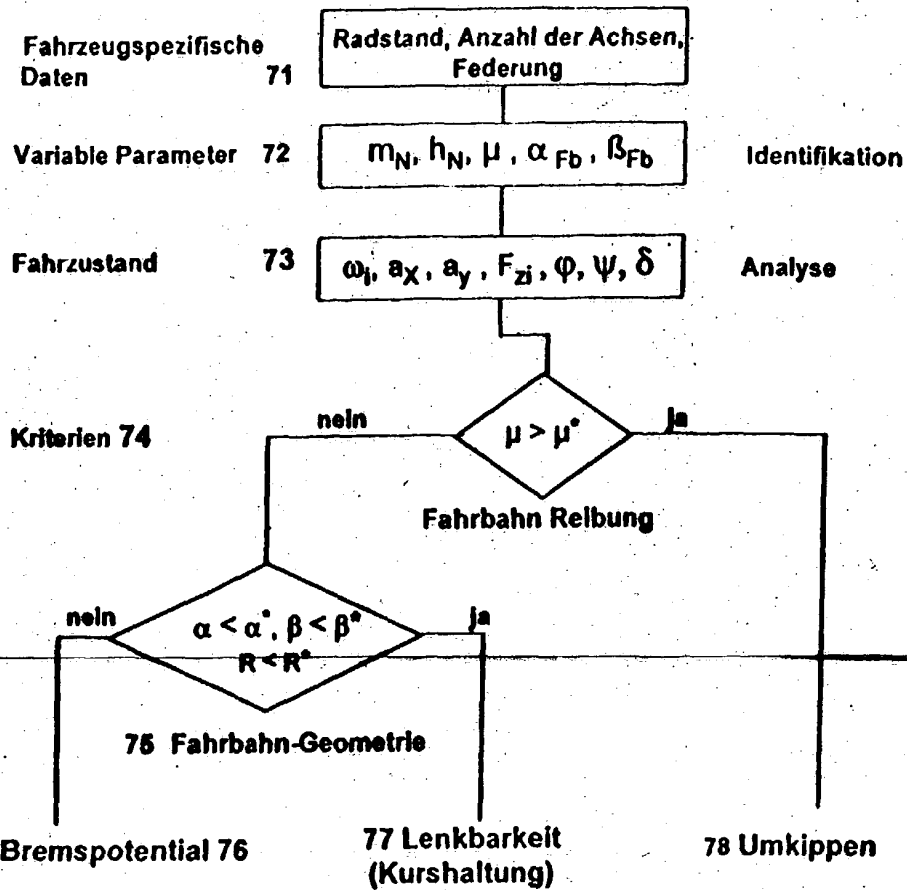 Fahrzeugspezifische
Daten 71
Radstand, Anzahl der Achsen,
Federung
Variable Parameter 72
m_N, h_N, μ, α_Fb, ß_Fb
Identifikation
Fahrzustand 73
ω_i, a_x, a_y, F_zi, φ, ψ, δ
Analyse
Kriterien 74
nein
μ > μ*
ja
Fahrbahn Reibung
nein
α < α*, β < β*
R < R*
ja
75 Fahrbahn-Geometrie
Bremspotential 76
77 Lenkbarkeit
(Kurshaltung)
78 Umkippen